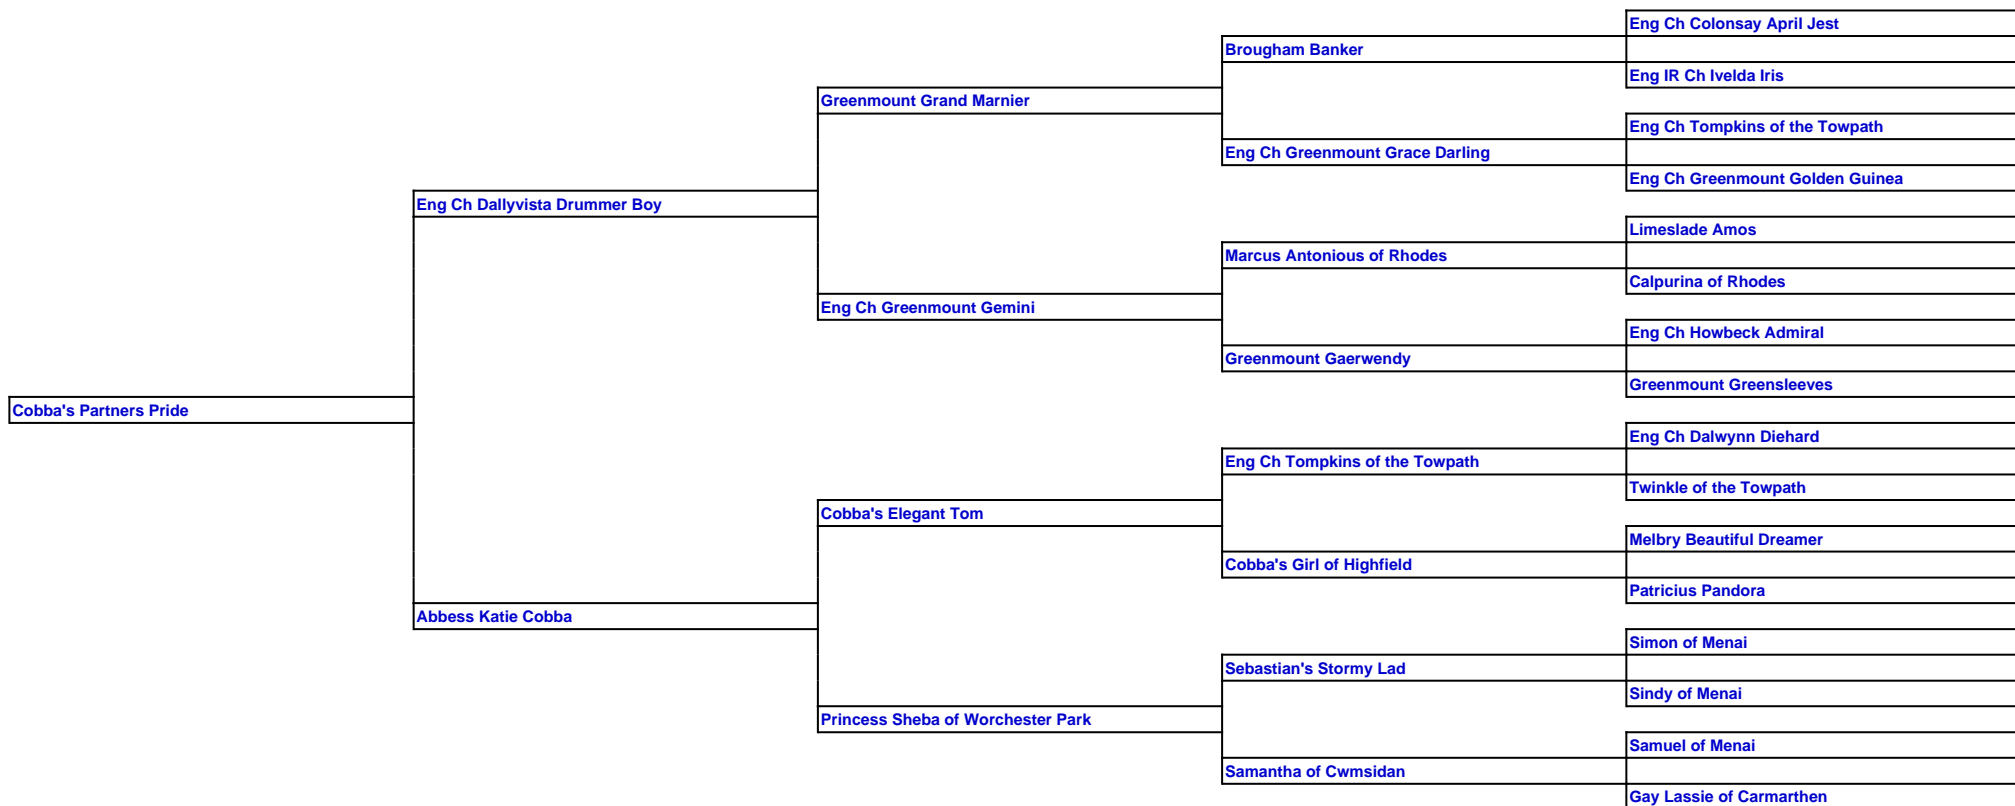 Eng Ch Colonsay April Jest
Brougham Banker
Eng IR Ch Ivelda Iris
Greenmount Grand Marnier
Eng Ch Tompkins of the Towpath
Eng Ch Greenmount Grace Darling
Eng Ch Greenmount Golden Guinea
Eng Ch Dallyvista Drummer Boy
Limeslade Amos
Marcus Antonious of Rhodes
Calpurina of Rhodes
Eng Ch Greenmount Gemini
Eng Ch Howbeck Admiral
Greenmount Gaerwendy
Greenmount Greensleeves
Cobba's Partners Pride
Eng Ch Dalwynn Diehard
Eng Ch Tompkins of the Towpath
Twinkle of the Towpath
Cobba's Elegant Tom
Melbry Beautiful Dreamer
Cobba's Girl of Highfield
Patricius Pandora
Abbess Katie Cobba
Simon of Menai
Sebastian's Stormy Lad
Sindy of Menai
Princess Sheba of Worchester Park
Samuel of Menai
Samantha of Cwmsidan
Gay Lassie of Carmarthen